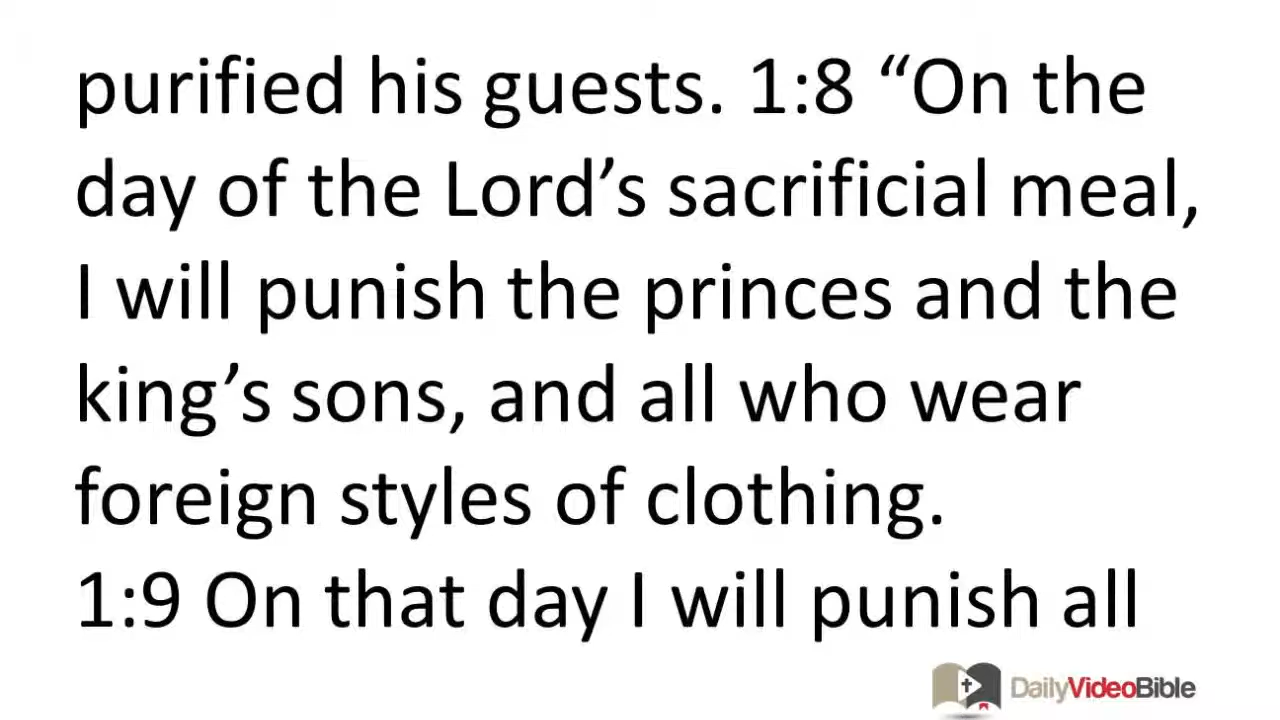 purified his guests. 1:8 “On the
day of the Lord’s sacrificial meal,
I will punish the princes and the
king’s sons, and all who wear
foreign styles of clothing.
1:9 On that day I will punish all
DailyVideoBible